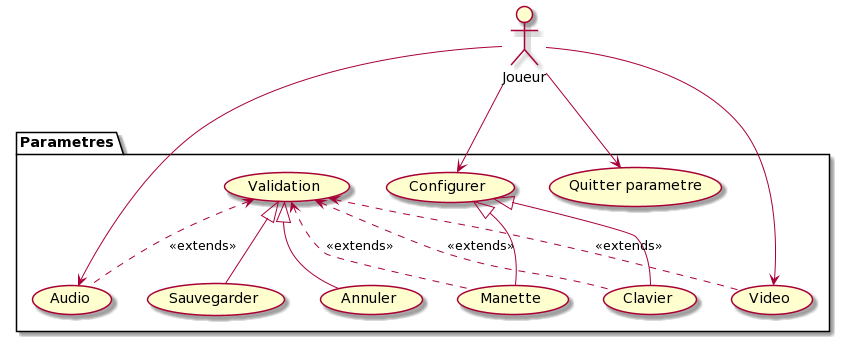 Joueur
Parametres
Validation
Configurer
Quitter parametre
«extends»
«extends»
«extends»
«extends»
Audio
Sauvegarder
Annuler
Manette
Clavier
Video